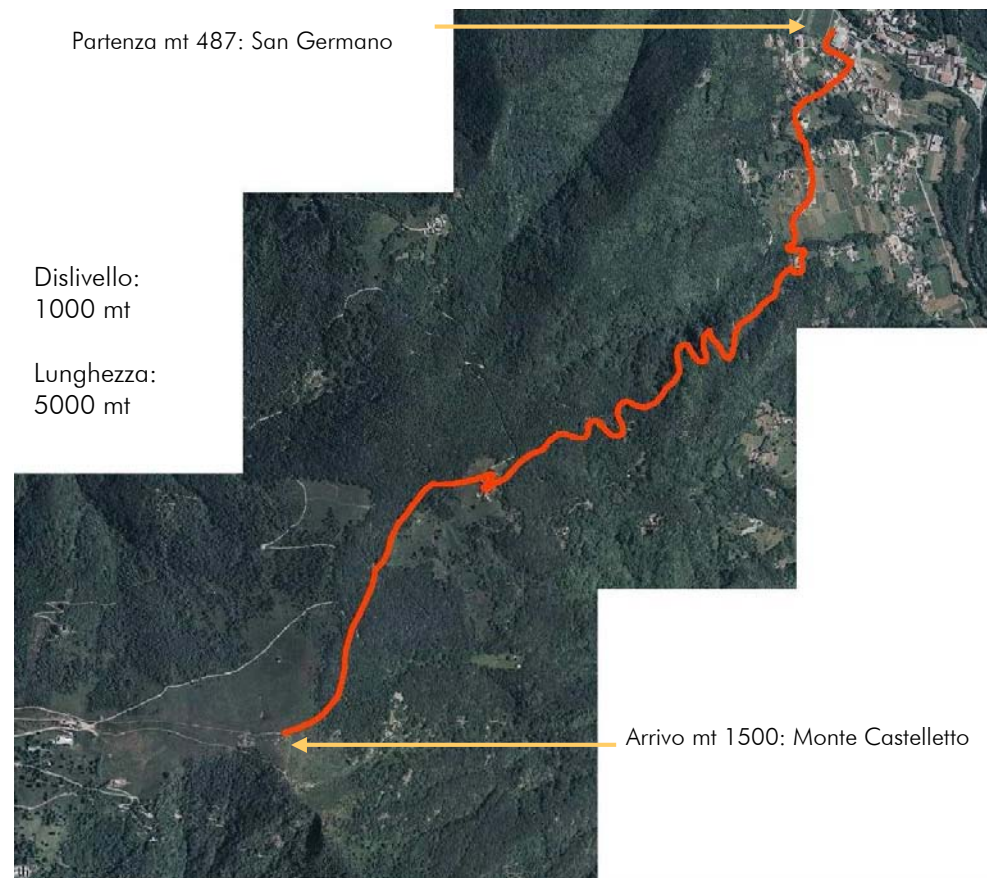 Partenza mt 487: San Germano
Dislivello:
1000 mt
Lunghezza:
5000 mt
Arrivo mt 1500: Monte Castelletto